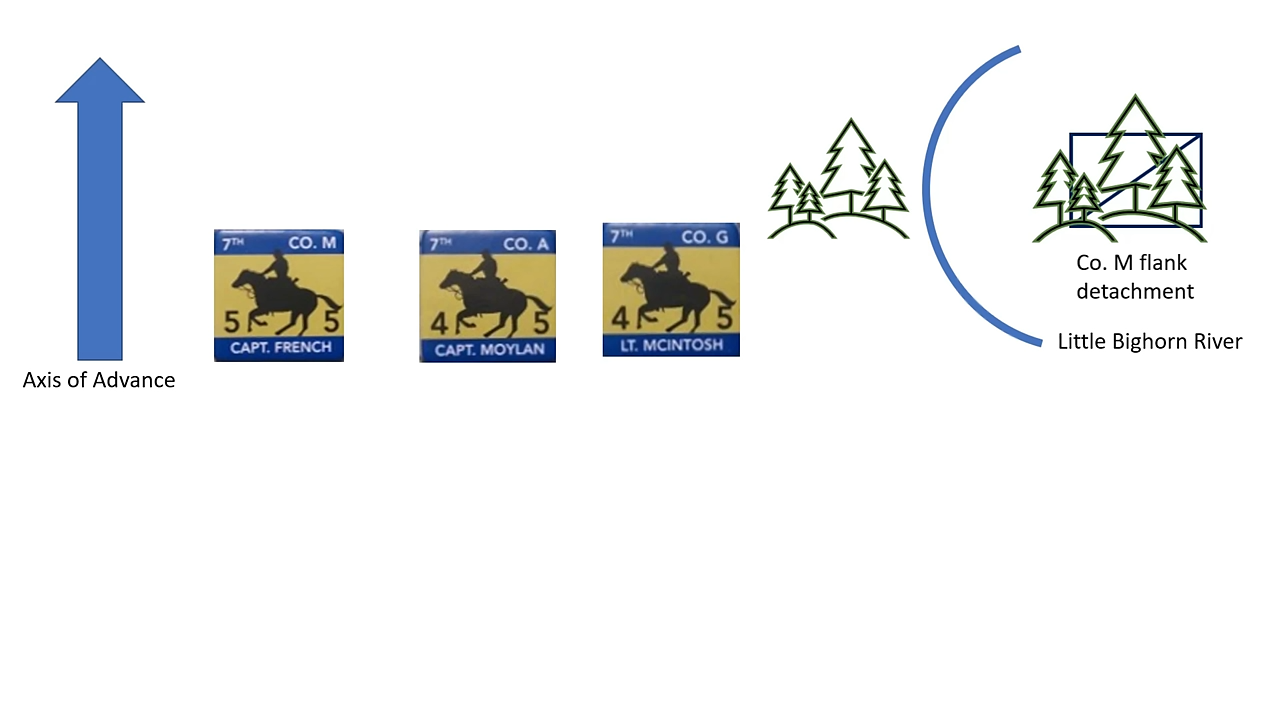 7TH CO. M
5 5
CAPT. FRENCH
7TH CO. A
4 5
CAPT. MOYLAN
7TH CO. G
4 5
LT. MCINTOSH
Co. M flank
detachment
Little Bighorn River
Axis of Advance